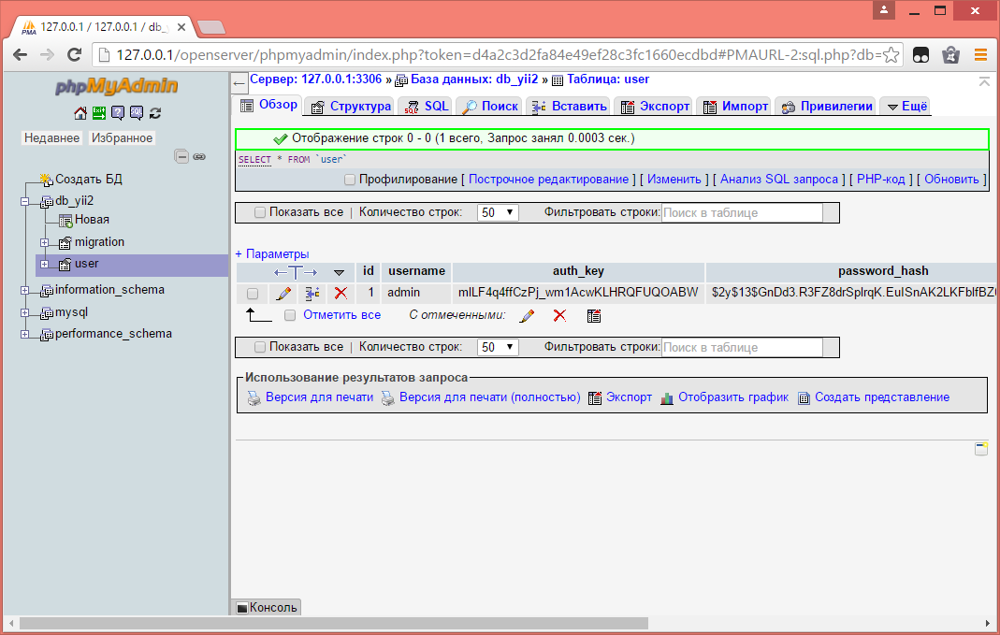 127.0.0.1 / 127.0.0.1 / db_
127.0.0.1/openserver/phpmyadmin/index.php?token=d4a2c3d2fa84e49ef28c3fc1660ecdbd#PMAURL-2:sql.php?db=
phpMyAdmin
Недавнее Избранное
Создать БД
db_yii2
Новая
migration
user
information_schema
mysql
performance_schema
Сервер: 127.0.0.1:3306 » База данных: db_yii2 » Таблица: user
Обзор Структура SQL Поиск Вставить Экспорт Импорт Привилегии Ещё
Отображение строк 0 - 0 (1 всего, Запрос занял 0.0003 сек.)
SELECT * FROM `user`
Профилирование [ Построчное редактирование ] [ Изменить ] [ Анализ SQL запроса ] [ PHP-код ] [ Обновить ]
Показать все | Количество строк: 50 Фильтровать строки: Поиск в таблице
+ Параметры
←T→ id username auth_key password_hash
1 admin
Отметить все С отмеченными:
Показать все | Количество строк: 50 Фильтровать строки: Поиск в таблице
Использование результатов запроса
Версия для печати Версия для печати (полностью) Экспорт Отобразить график Создать представление
Консоль